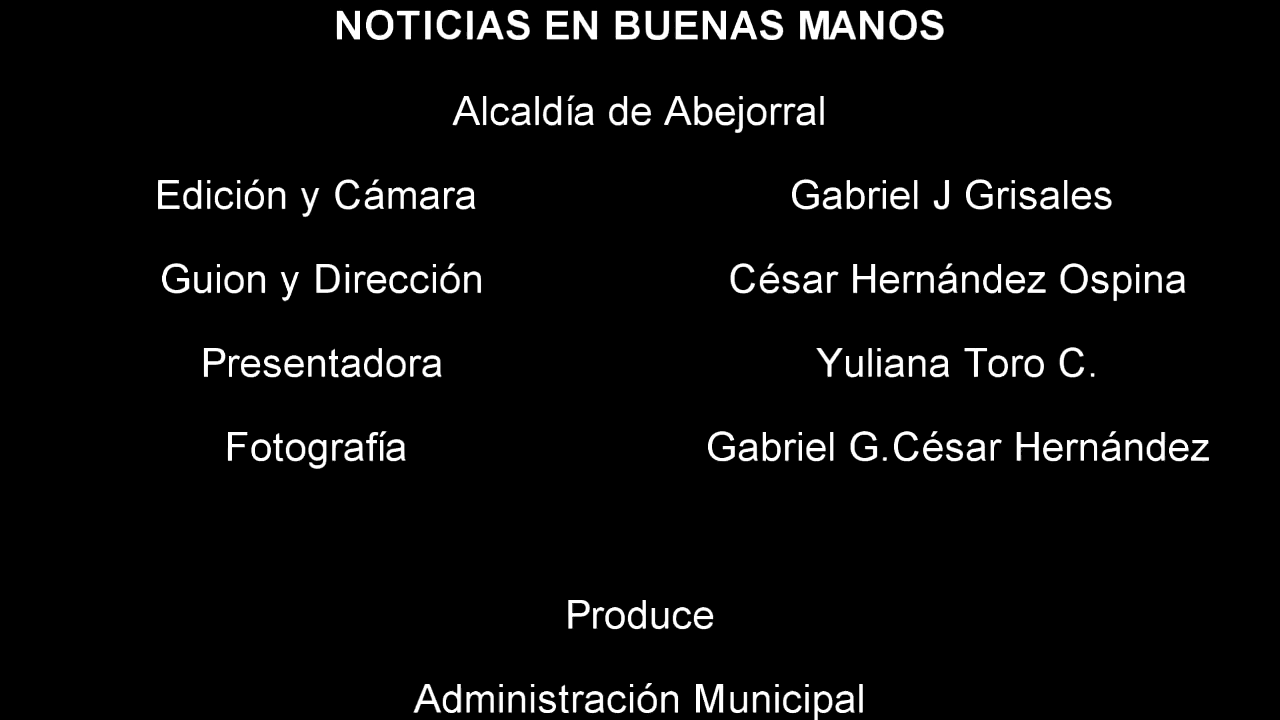 NOTICIAS EN BUENAS MANOS
Alcaldía de Abejorral
Edición y Cámara Gabriel J Grisales
Guion y Dirección César Hernández Ospina
Presentadora Yuliana Toro C.
Fotografía Gabriel G.César Hernández
Produce
Administración Municipal